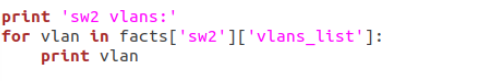 print 'sw2 vlans:'
for vlan in facts['sw2']['vlans_list']:
    print vlan